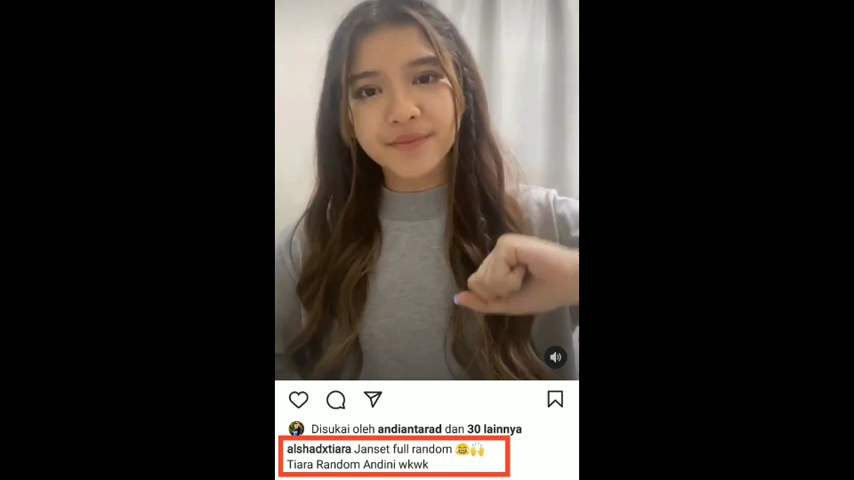 Disukai oleh andiantarad dan 30 lainnya
alshadxtiara Janset full random 😂🙌
Tiara Random Andini wkwk